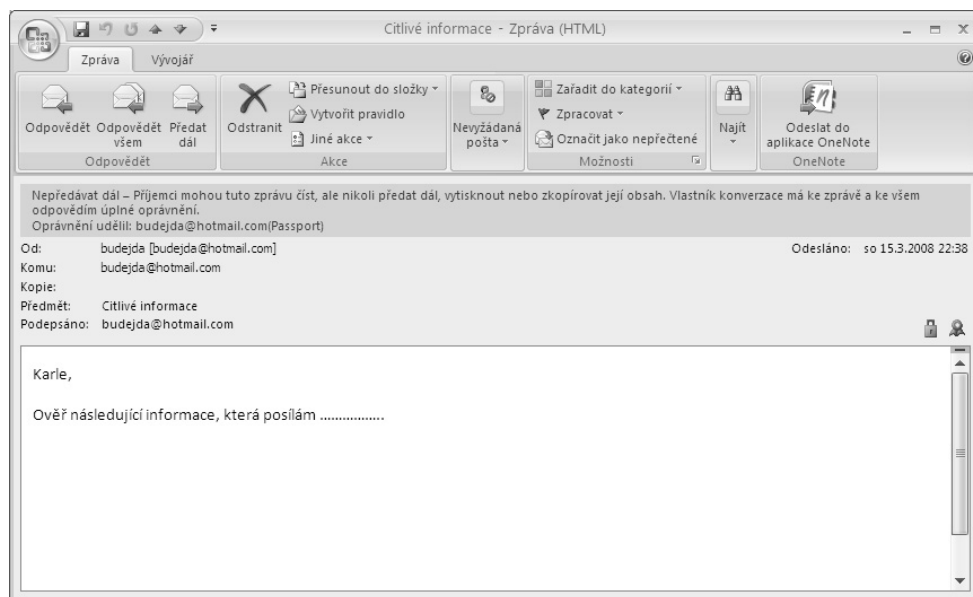 Citlivé informace - Zpráva (HTML)
Zpráva Vývojář
Odpovědět Odpovědět všem Předat dál
Odpovědět
Odstranit
Přesunout do složky
Vytvořit pravidlo
Jiné akce
Akce
Nevyžádaná pošta
Zařadit do kategorií
Zpracovat
Označit jako nepřečtené
Možnosti
Najít
Odeslat do aplikace OneNote
OneNote
Nepředávat dál – Příjemci mohou tuto zprávu číst, ale nikoli předat dál, vytisknout nebo zkopírovat její obsah. Vlastník konverzace má ke zprávě a ke všem
odpovědím úplné oprávnění.
Oprávnění udělil: budejda@hotmail.com(Passport)
Od: budejda [budejda@hotmail.com] Odesláno: so 15.3.2008 22:38
Komu: budejda@hotmail.com
Kopie:
Předmět: Citlivé informace
Podepsáno: budejda@hotmail.com
Karle,
Ověř následující informace, která posílám .................